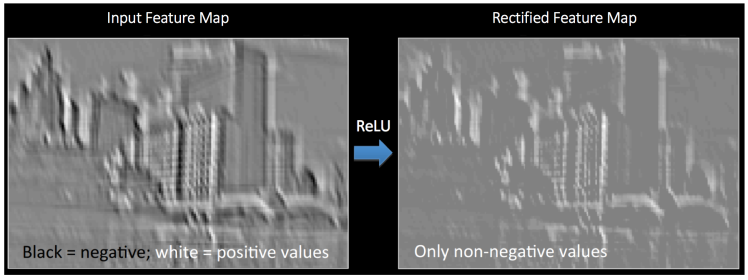 Input Feature Map
Rectified Feature Map
ReLU
Black = negative; white = positive values
Only non-negative values